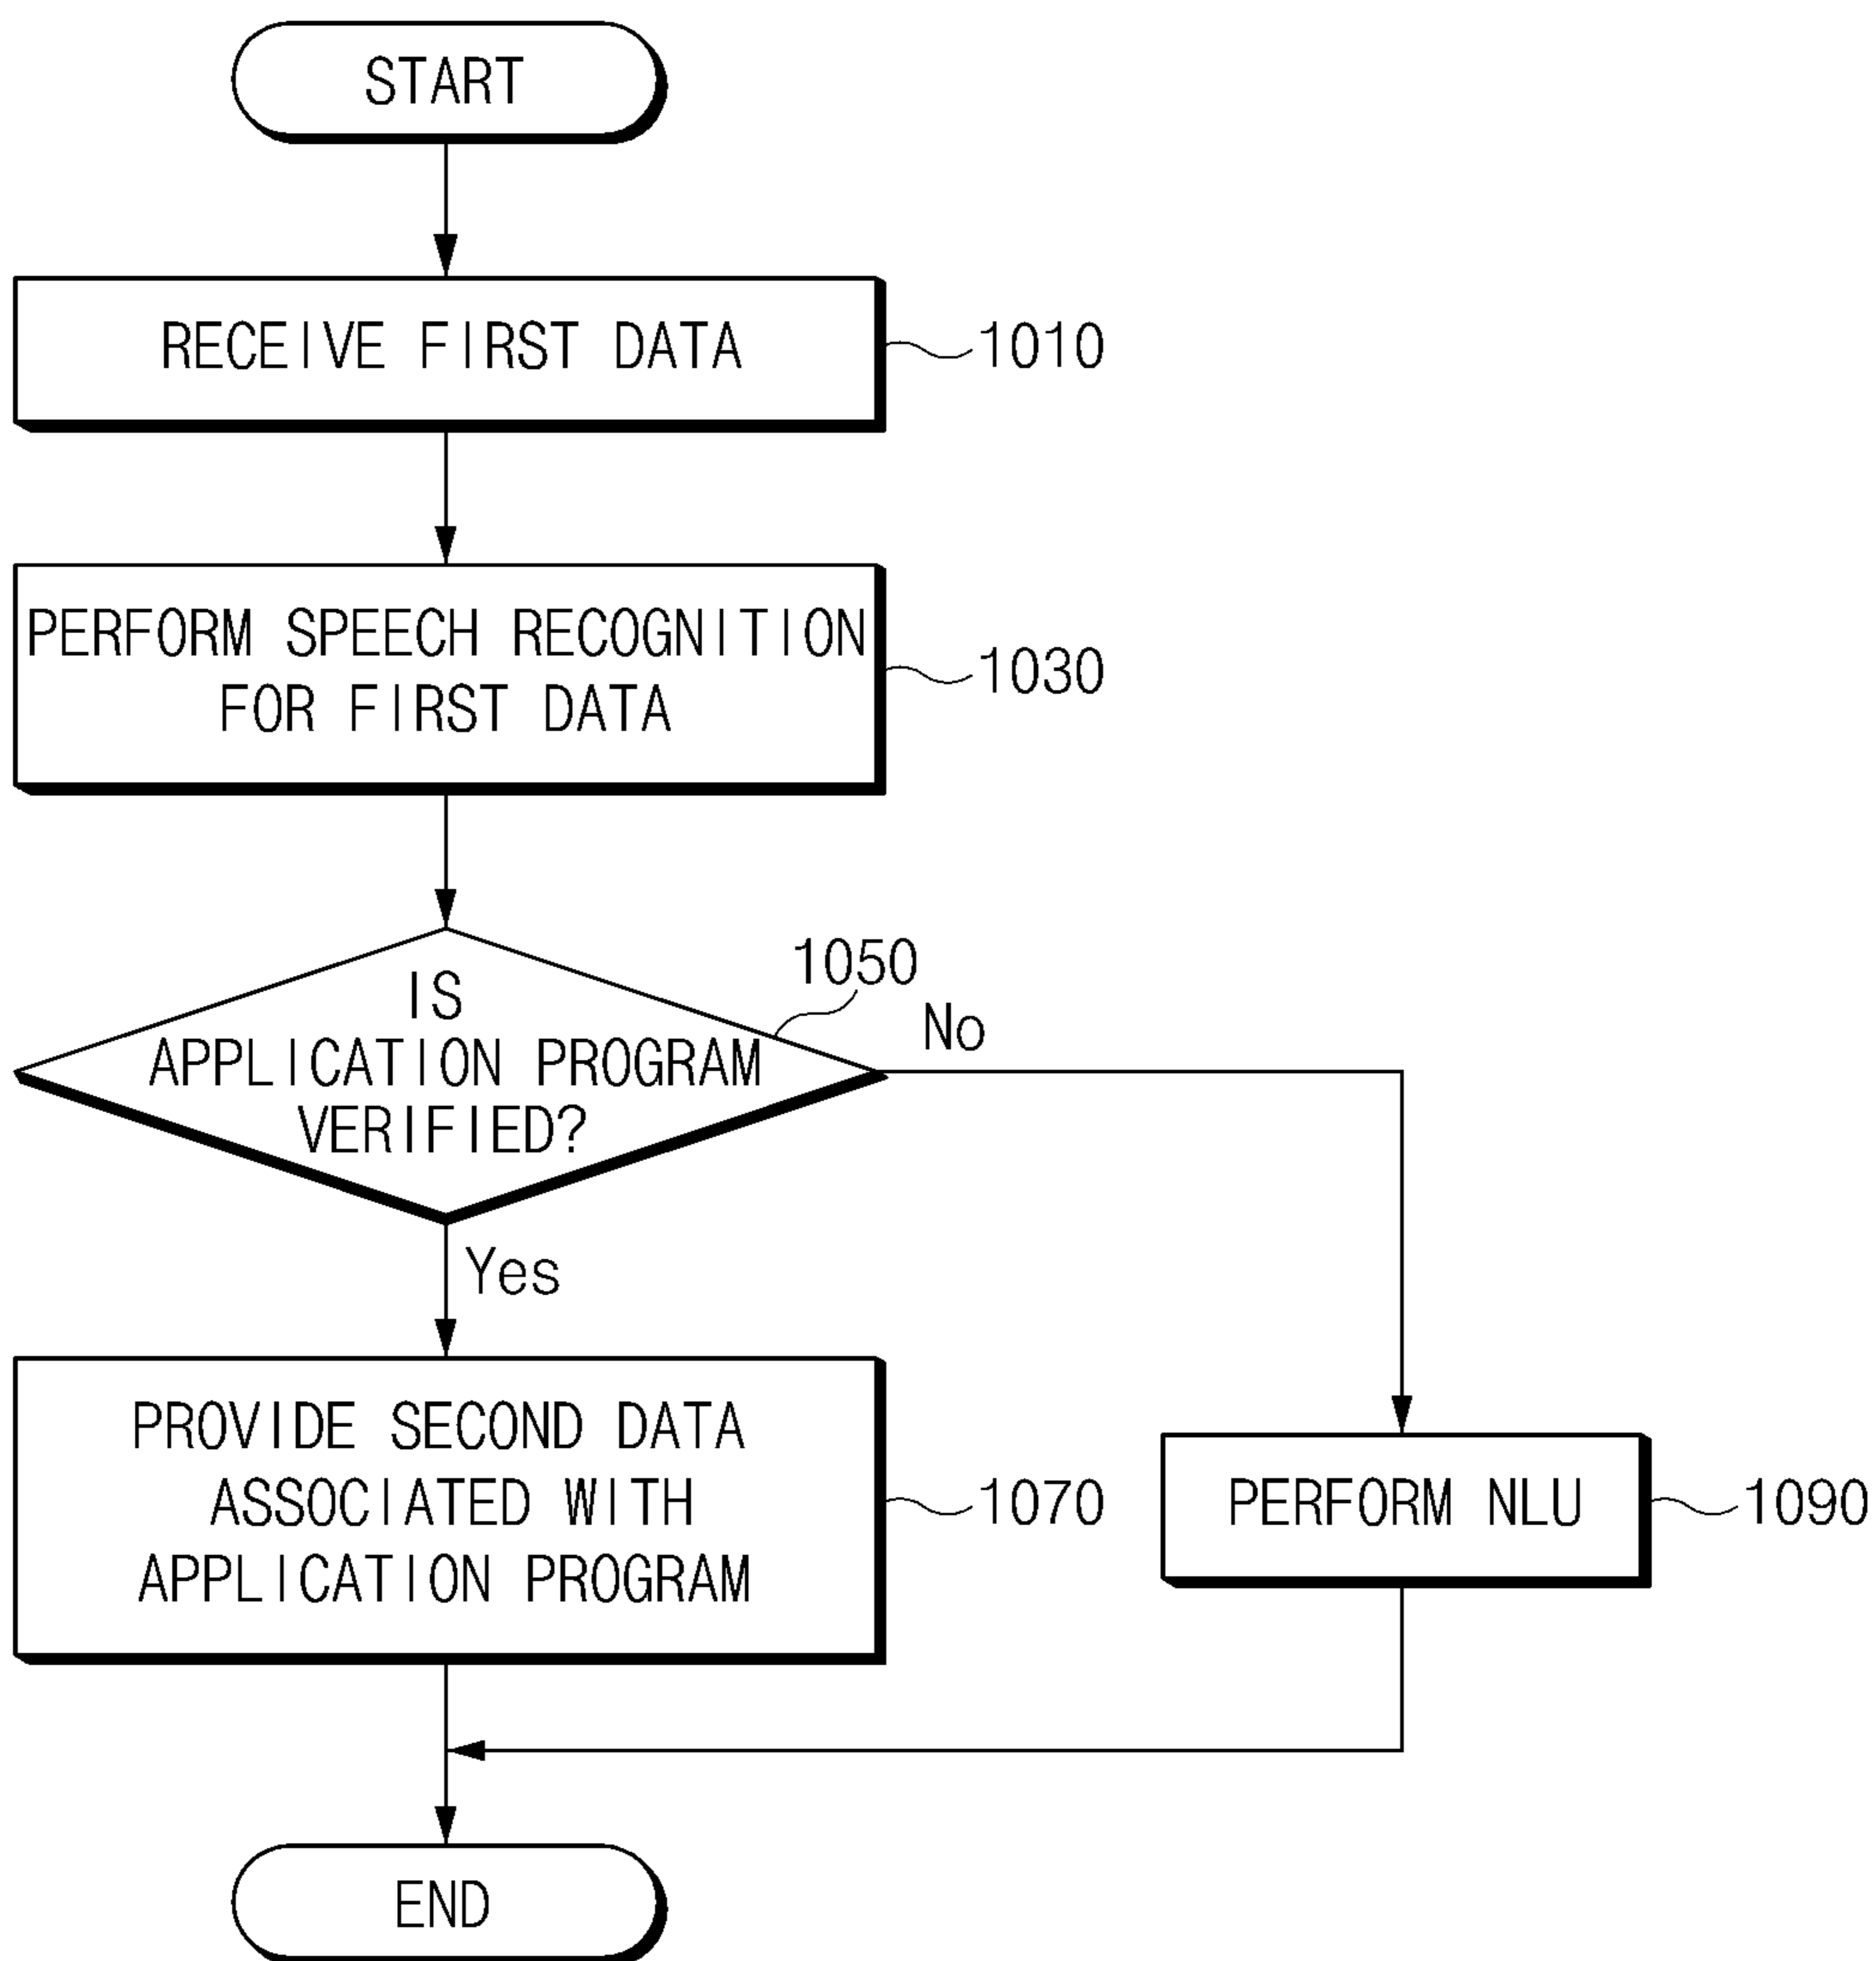 START
RECEIVE FIRST DATA
1010
PERFORM SPEECH RECOGNITION
FOR FIRST DATA
1030
IS
APPLICATION PROGRAM
VERIFIED?
1050
No
Yes
PROVIDE SECOND DATA
ASSOCIATED WITH
APPLICATION PROGRAM
1070
PERFORM NLU
1090
END